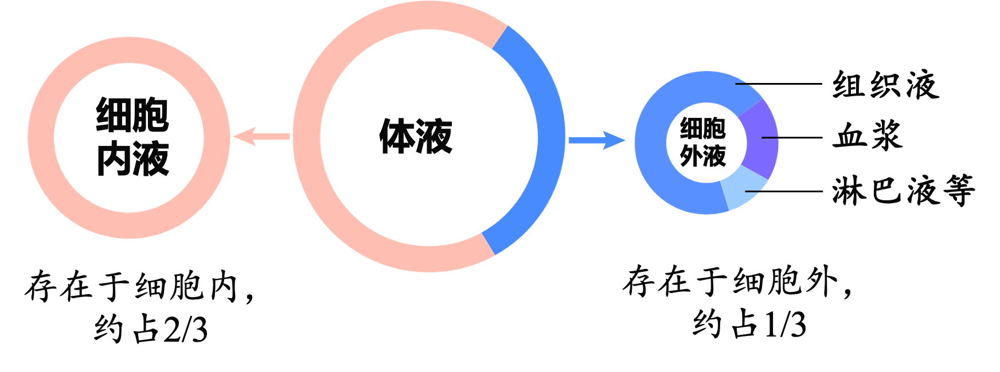 细胞
内液
存在于细胞内，
约占2/3
体液
细胞
外液
组织液
血浆
淋巴液等
存在于细胞外，
约占1/3